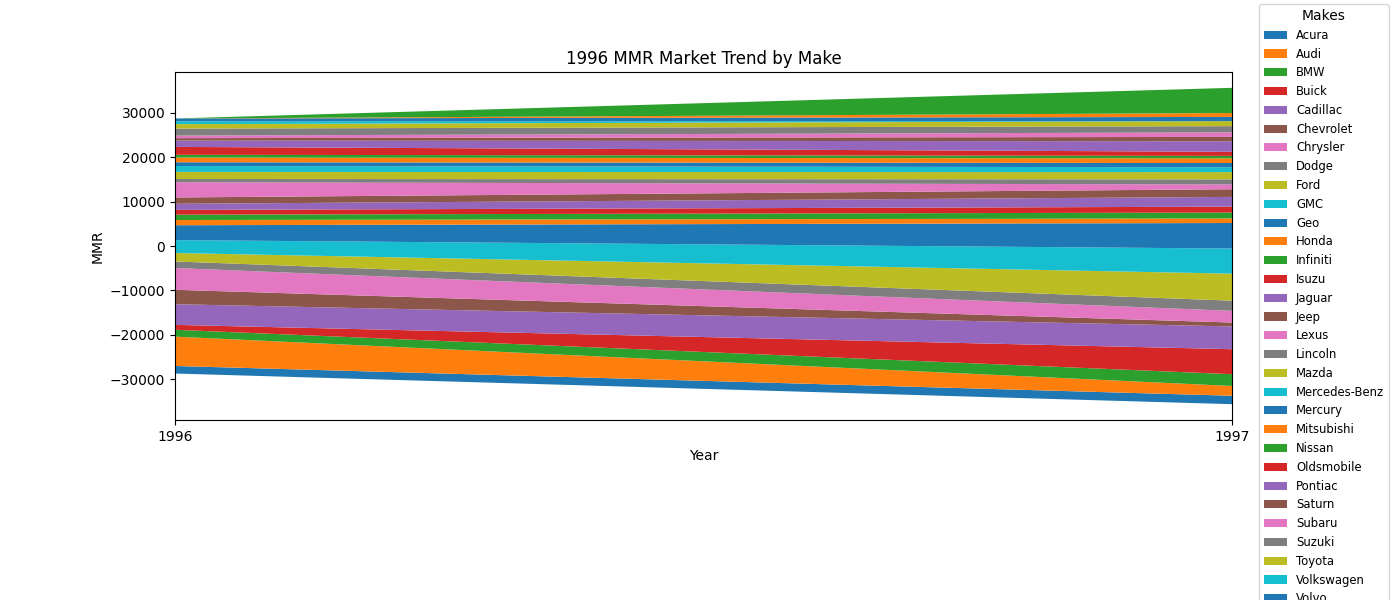 1996 MMR Market Trend by Make
MMR
30000
20000
10000
0
−10000
−20000
−30000
1996
1997
Year
Makes
Acura
Audi
BMW
Buick
Cadillac
Chevrolet
Chrysler
Dodge
Ford
GMC
Geo
Honda
Infiniti
Isuzu
Jaguar
Jeep
Lexus
Lincoln
Mazda
Mercedes-Benz
Mercury
Mitsubishi
Nissan
Oldsmobile
Pontiac
Saturn
Subaru
Suzuki
Toyota
Volkswagen
Volvo